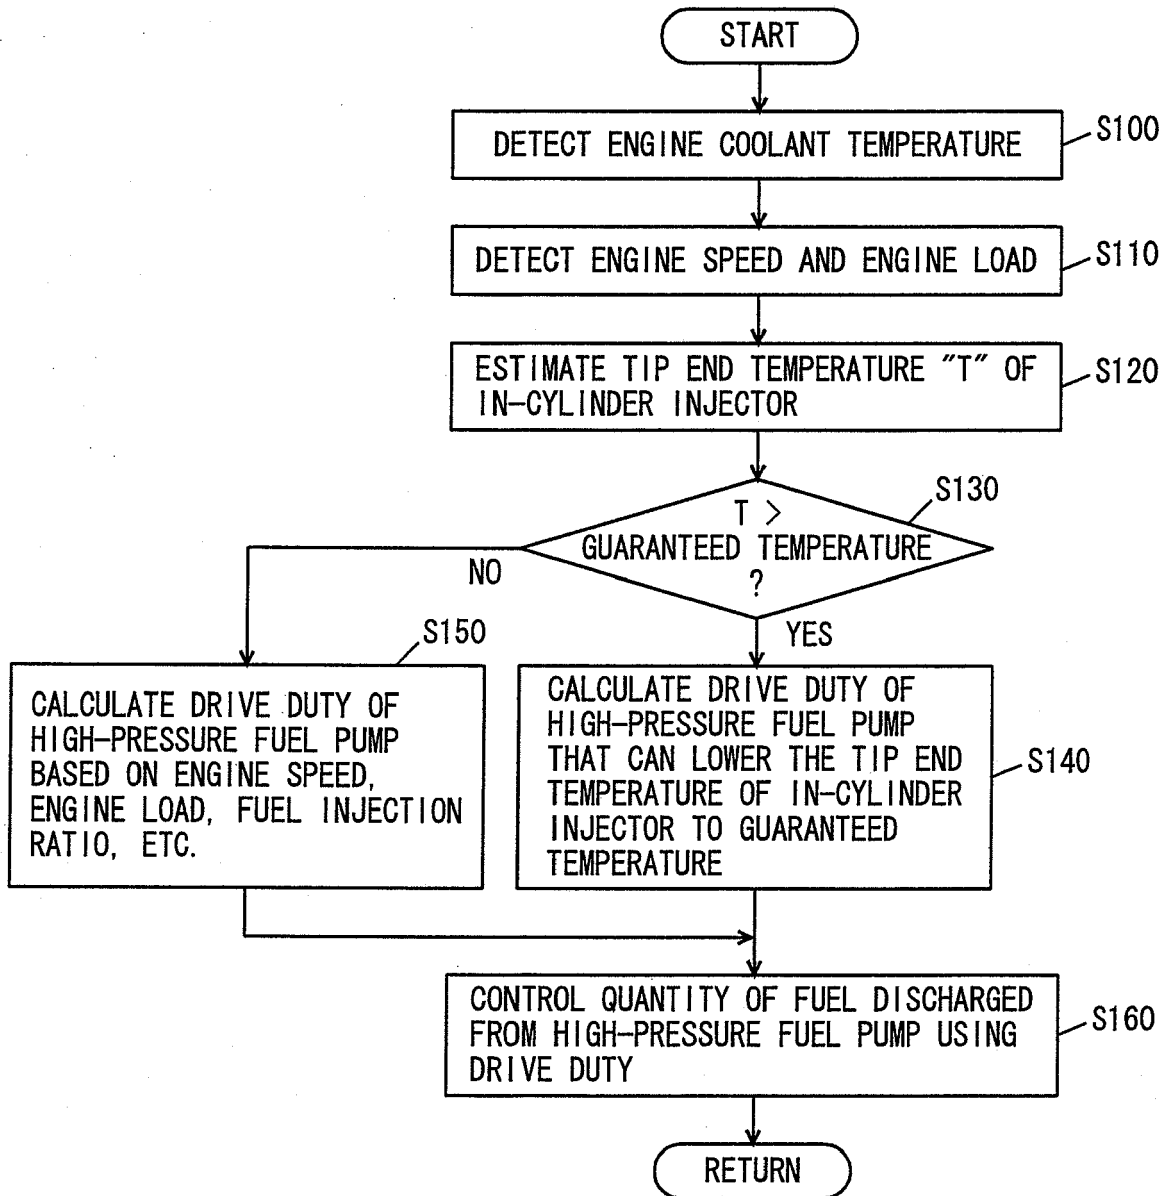 START
DETECT ENGINE COOLANT TEMPERATURE
S100
DETECT ENGINE SPEED AND ENGINE LOAD
S110
ESTIMATE TIP END TEMPERATURE "T" OF
IN-CYLINDER INJECTOR
S120
S130
T >
GUARANTEED TEMPERATURE
?
NO
YES
S150
CALCULATE DRIVE DUTY OF
HIGH-PRESSURE FUEL PUMP
BASED ON ENGINE SPEED,
ENGINE LOAD, FUEL INJECTION
RATIO, ETC.
CALCULATE DRIVE DUTY OF
HIGH-PRESSURE FUEL PUMP
THAT CAN LOWER THE TIP END
TEMPERATURE OF IN-CYLINDER
INJECTOR TO GUARANTEED
TEMPERATURE
S140
CONTROL QUANTITY OF FUEL DISCHARGED
FROM HIGH-PRESSURE FUEL PUMP USING
DRIVE DUTY
S160
RETURN